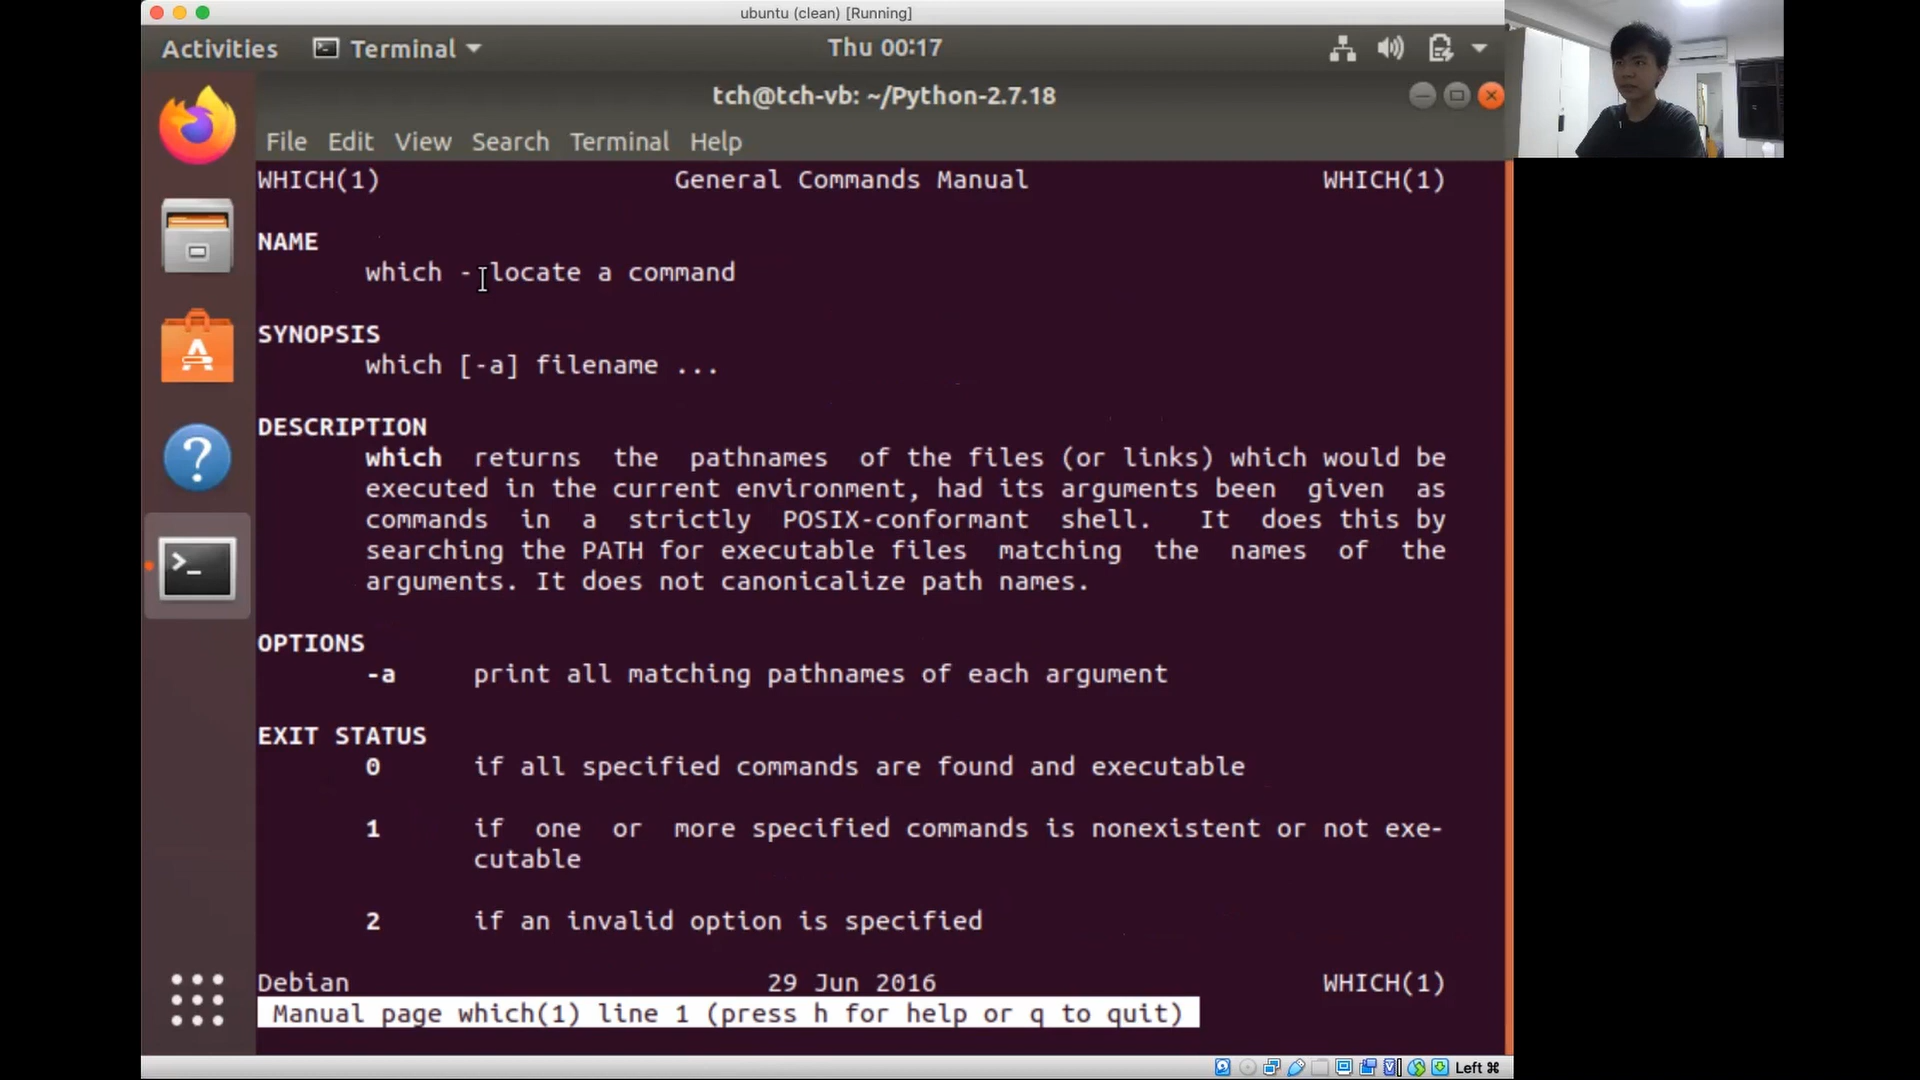 ubuntu (clean) [Running]
Activities Terminal Thu 00:17
tch@tch-vb: ~/Python-2.7.18
File Edit View Search Terminal Help
WHICH(1) General Commands Manual WHICH(1)
NAME
which - locate a command
SYNOPSIS
which [-a] filename ...
DESCRIPTION
which returns the pathnames of the files (or links) which would be
executed in the current environment, had its arguments been given as
commands in a strictly POSIX-conformant shell. It does this by
searching the PATH for executable files matching the names of the
arguments. It does not canonicalize path names.
OPTIONS
-a print all matching pathnames of each argument
EXIT STATUS
0 if all specified commands are found and executable
1 if one or more specified commands is nonexistent or not exe-
cutable
2 if an invalid option is specified
Debian 29 Jun 2016 WHICH(1)
Manual page which(1) line 1 (press h for help or q to quit)
Left ⌘